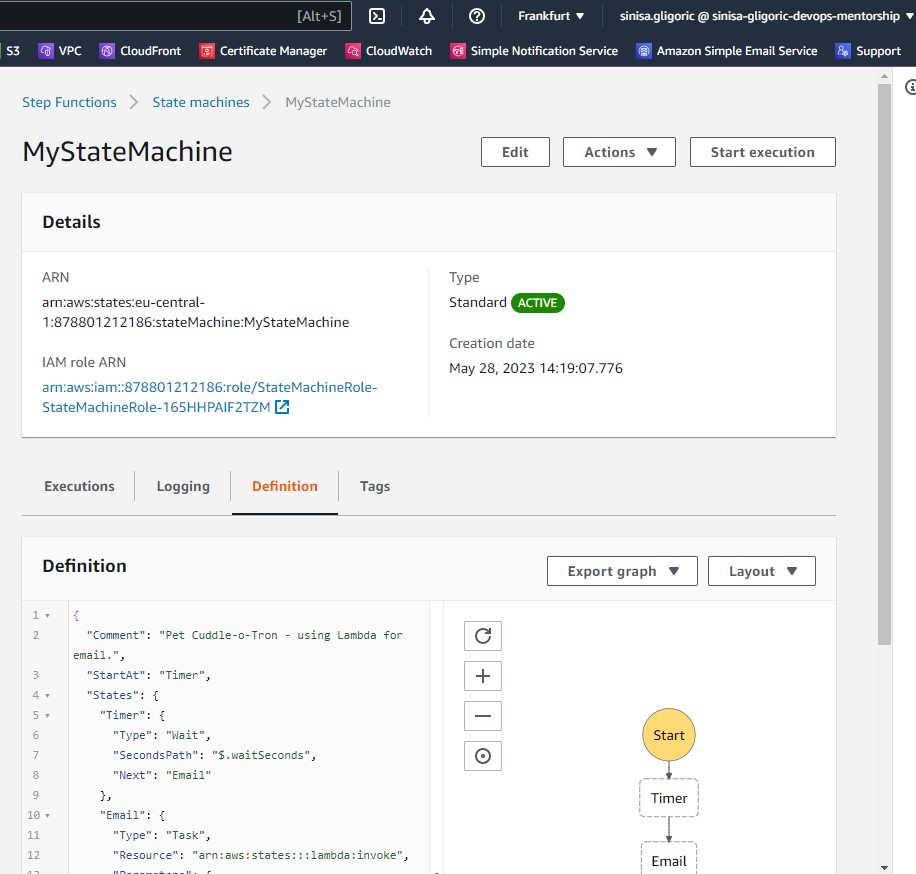 [Alt+S] Frankfurt ▼ sinisa.gligoric @ sinisa-gligoric-devops-mentorship ▼
S3 VPC CloudFront Certificate Manager CloudWatch Simple Notification Service Amazon Simple Email Service Support
Step Functions > State machines > MyStateMachine
MyStateMachine Edit Actions ▼ Start execution
Details
ARN
arn:aws:states:eu-central-
1:878801212186:stateMachine:MyStateMachine
IAM role ARN
arn:aws:iam::878801212186:role/StateMachineRole-
StateMachineRole-165HHPAIF2TZM
Type
Standard ACTIVE
Creation date
May 28, 2023 14:19:07.776
Executions Logging Definition Tags
Definition Export graph ▼ Layout ▼
1 {
2 "Comment": "Pet Cuddle-o-Tron - using Lambda for
email.",
3 "StartAt": "Timer",
4 "States": {
5 "Timer": {
6 "Type": "Wait",
7 "SecondsPath": "$.waitSeconds",
8 "Next": "Email"
9 },
10 "Email": {
11 "Type": "Task",
12 "Resource": "arn:aws:states:::lambda:invoke",
Start
Timer
Email